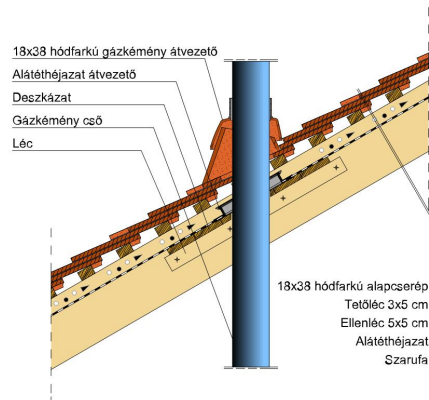 18x38 hódfarkú gázkémény átvezető
Alátéthéjazat átvezető
Deszkázat
Gázkémény cső
Léc
18x38 hódfarkú alapcserép
Tetőléc 3x5 cm
Ellenléc 5x5 cm
Alátéthéjazat
Szarufa